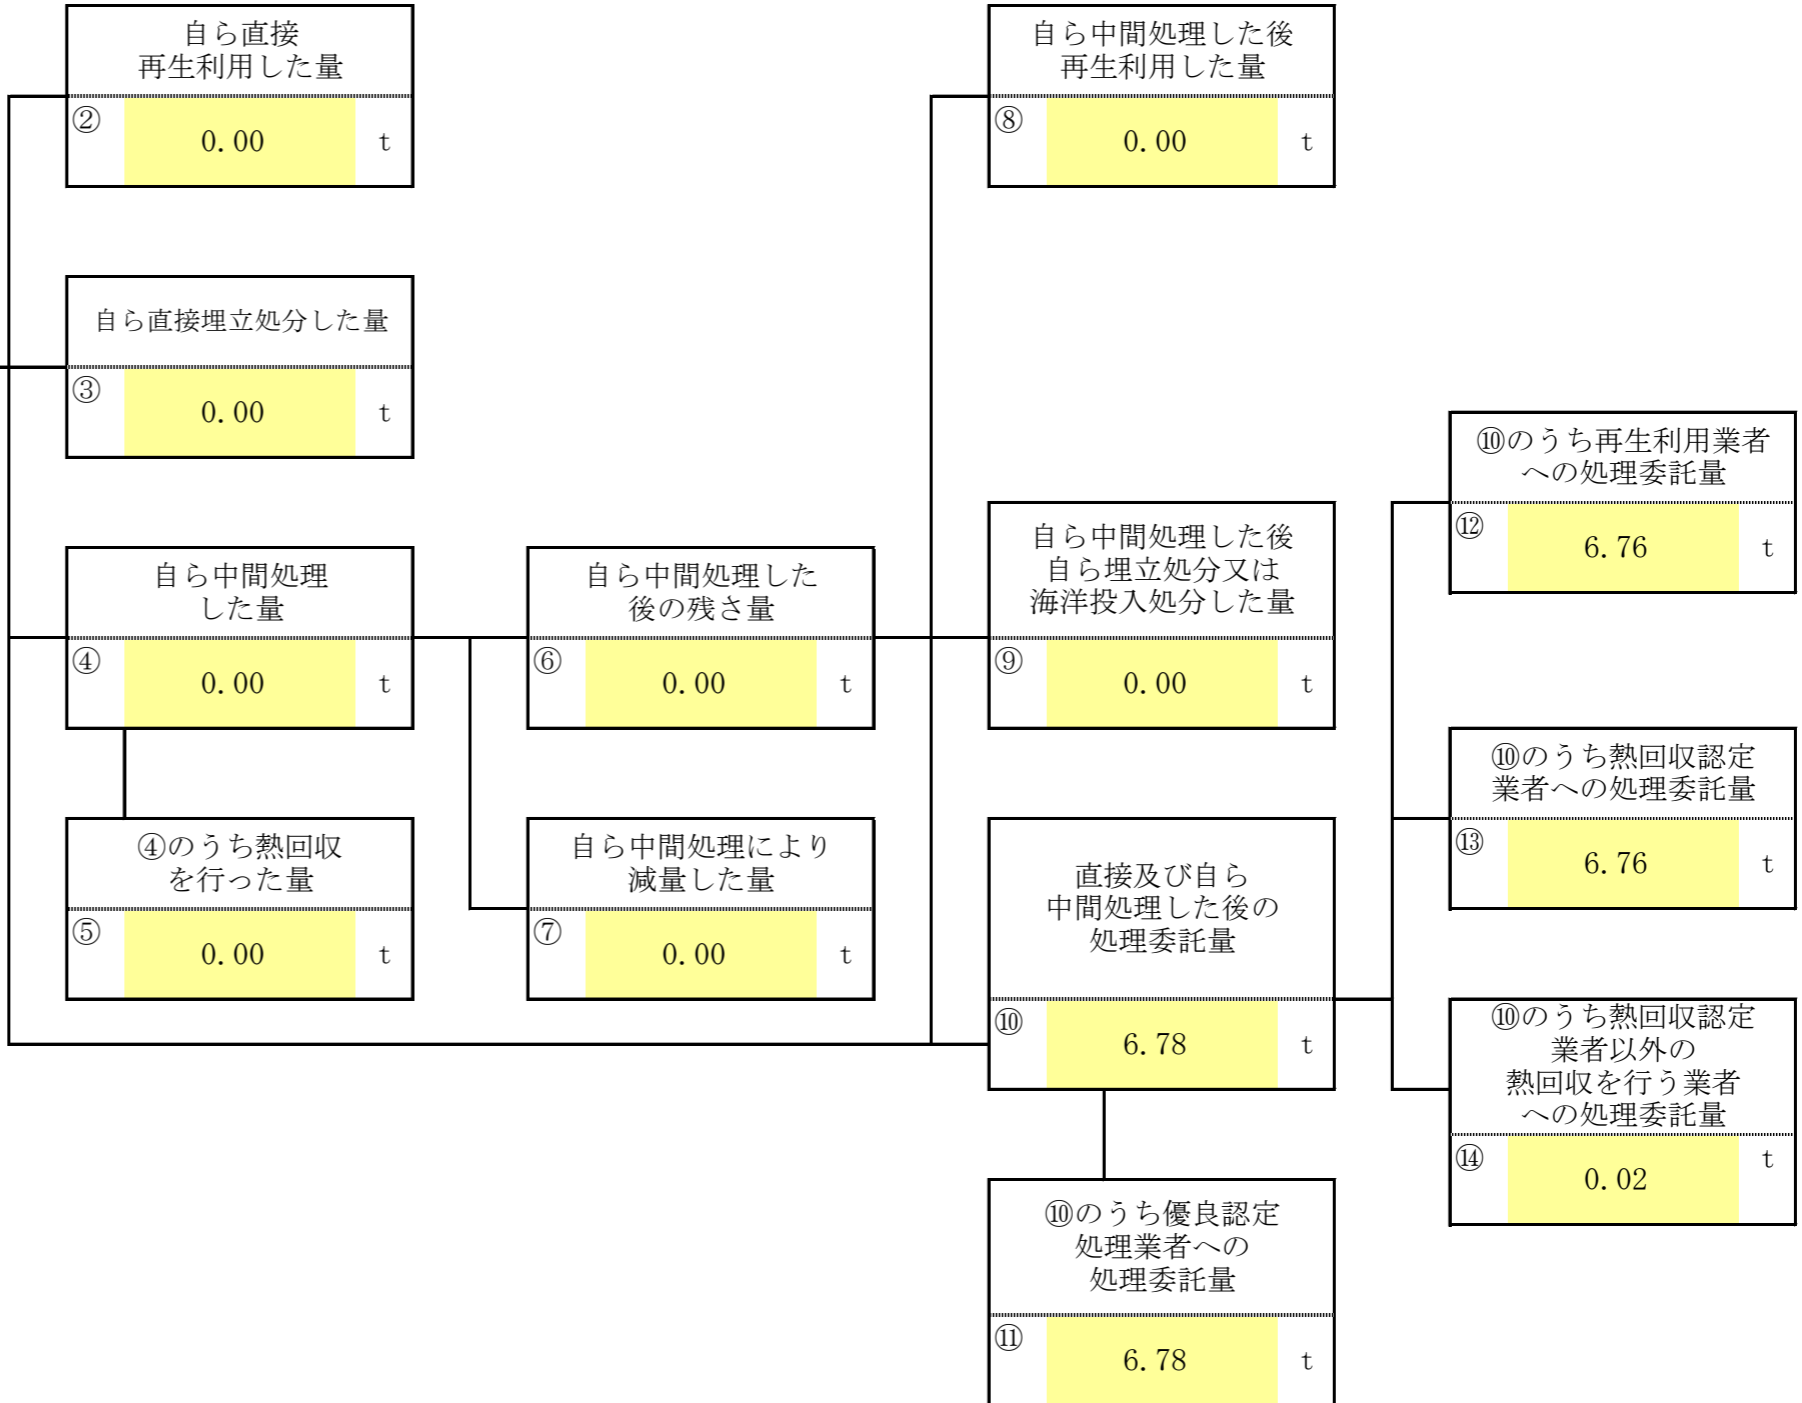 自ら直接
再生利用した量
② 0.00 t
自ら中間処理した後
再生利用した量
⑧ 0.00 t
自ら直接埋立処分した量
③ 0.00 t
⑩のうち再生利用業者
への処理委託量
⑫ 6.76 t
自ら中間処理
した量
④ 0.00 t
自ら中間処理した
後の残さ量
⑥ 0.00 t
自ら中間処理した後
自ら埋立処分又は
海洋投入処分した量
⑨ 0.00 t
⑩のうち熱回収認定
業者への処理委託量
⑬ 6.76 t
④のうち熱回収
を行った量
⑤ 0.00 t
自ら中間処理により
減量した量
⑦ 0.00 t
直接及び自ら
中間処理した後の
処理委託量
⑩ 6.78 t
⑩のうち熱回収認定
業者以外の
熱回収を行う業者
への処理委託量
⑭ 0.02 t
⑩のうち優良認定
処理業者への
処理委託量
⑪ 6.78 t